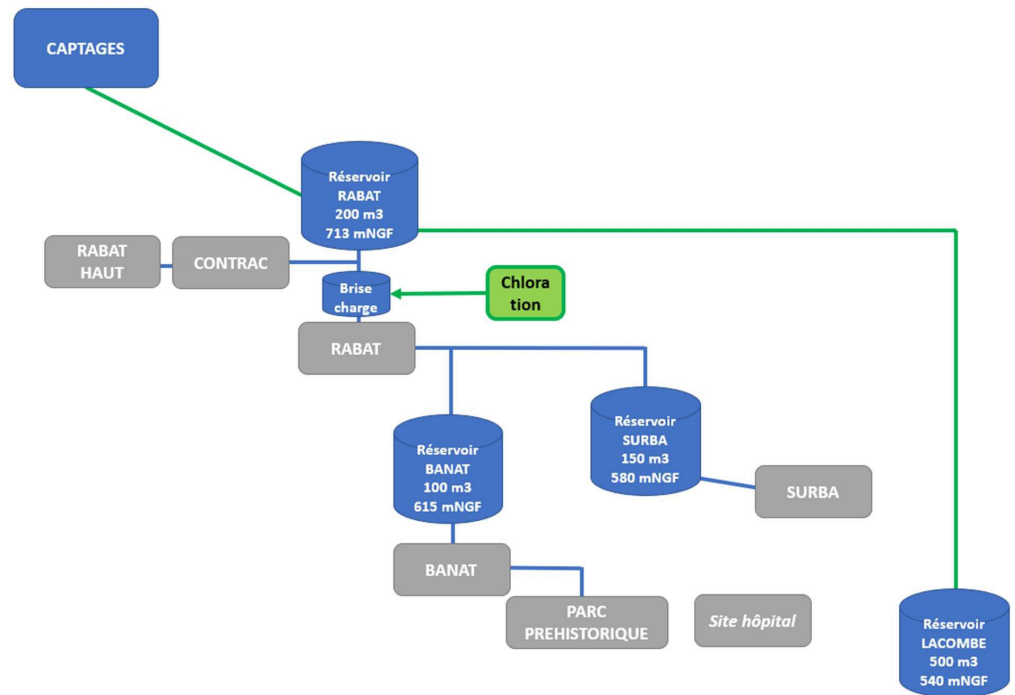 CAPTAGES
Réservoir
RABAT
200 m3
713 mNGF
RABAT
HAUT
CONTRAC
Brise
charge
Chlora
tion
RABAT
Réservoir
BANAT
100 m3
615 mNGF
Réservoir
SURBA
150 m3
580 mNGF
SURBA
BANAT
PARC
PREHISTORIQUE
Site hôpital
Réservoir
LACOMBE
500 m3
540 mNGF